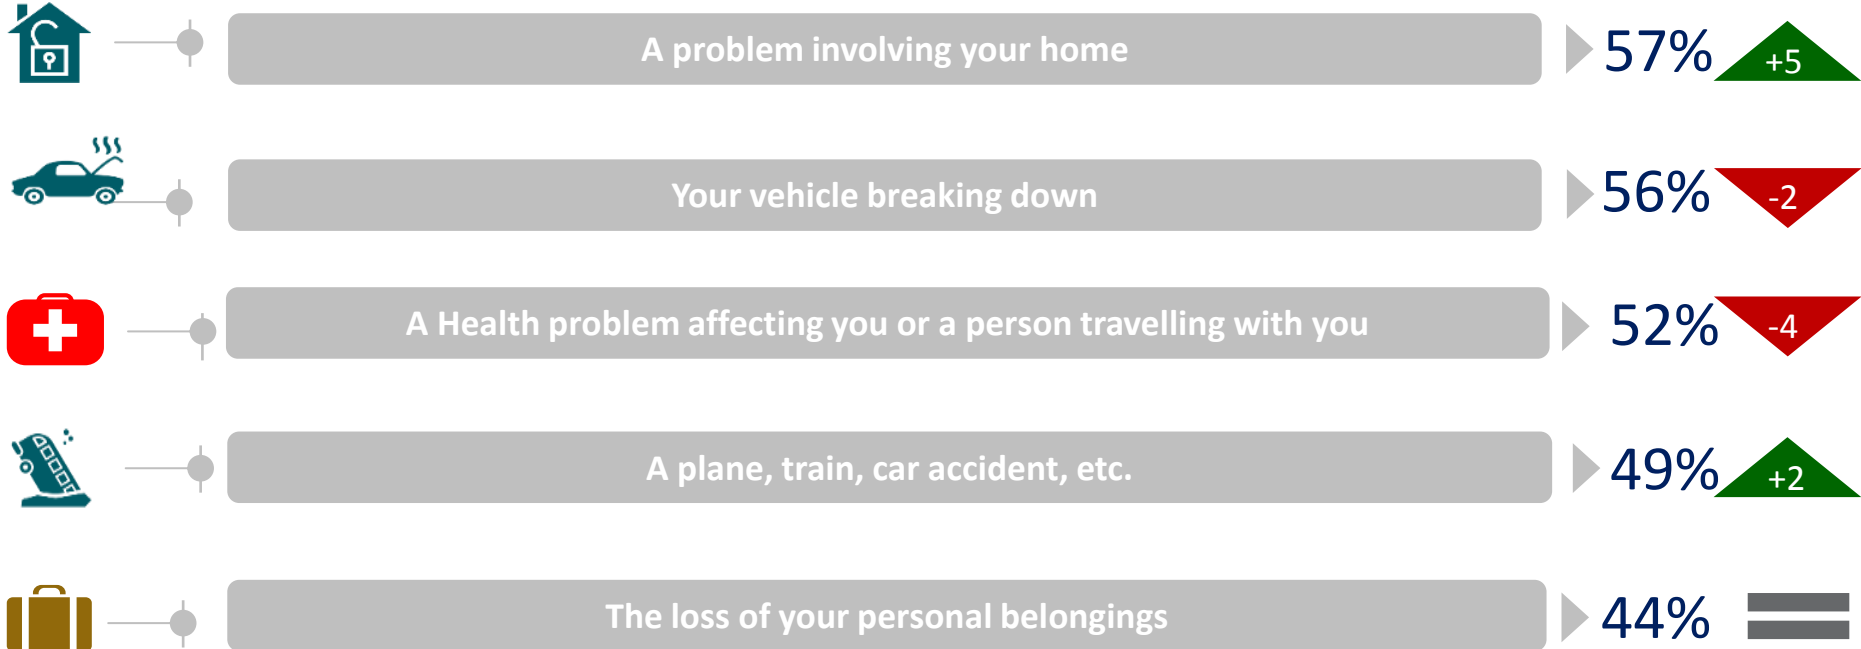 A problem involving your home 57% +5
Your vehicle breaking down 56% -2
A Health problem affecting you or a person travelling with you 52% -4
A plane, train, car accident, etc. 49% +2
The loss of your personal belongings 44%